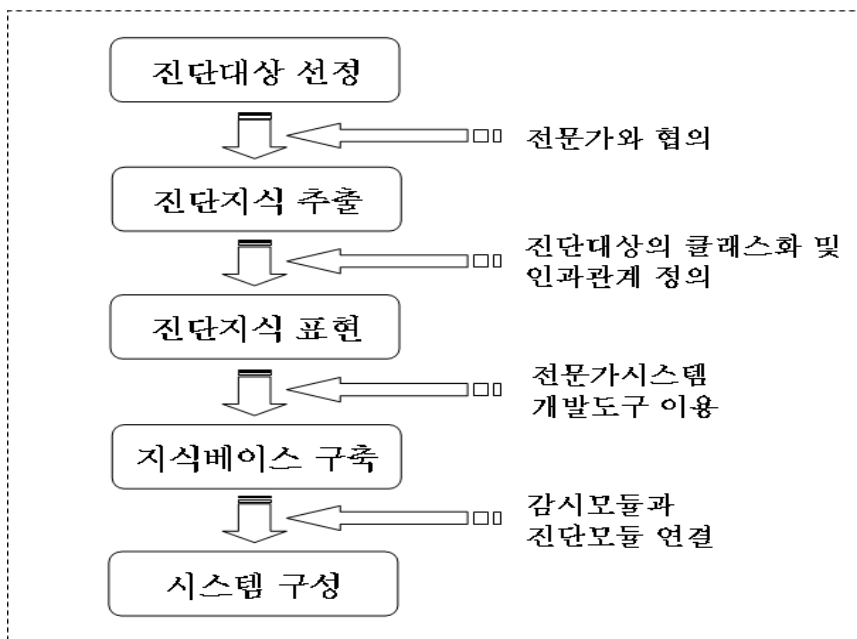 진단대상 선정
전문가와 협의
진단지식 추출
진단대상의 클래스화 및
인과관계 정의
진단지식 표현
전문가시스템
개발도구 이용
지식베이스 구축
감시모듈과
진단모듈 연결
시스템 구성